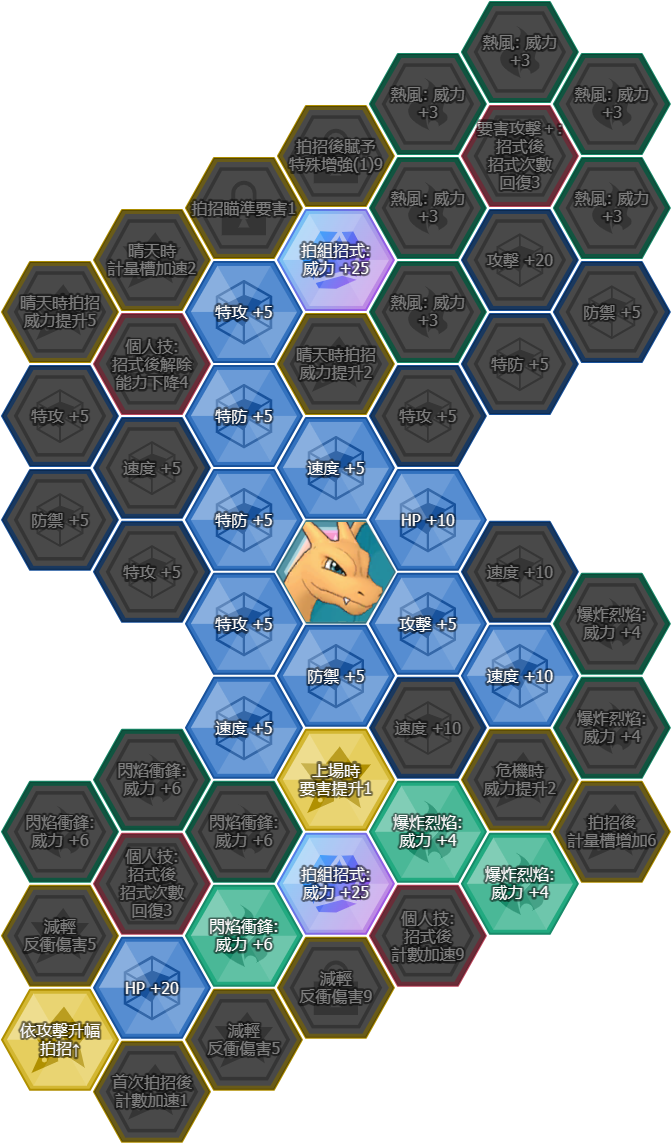 熱風: 威力
+3
熱風: 威力
+3
熱風: 威力
+3
拍招後賦予
特殊增強(1)9
要害攻擊＋:
招式後
招式次數
回復3
拍招瞄準要害1
熱風: 威力
+3
熱風: 威力
+3
晴天時
計量槽加速2
拍組招式:
威力 +25
攻擊 +20
晴天時拍招
威力提升5
特攻 +5
熱風: 威力
+3
防禦 +5
個人技:
招式後解除
能力下降4
晴天時拍招
威力提升2
特防 +5
特攻 +5
特防 +5
特攻 +5
速度 +5
速度 +5
防禦 +5
特防 +5
HP +10
特攻 +5
速度 +10
特攻 +5
攻擊 +5
爆炸烈焰:
威力 +4
防禦 +5
速度 +10
速度 +5
速度 +10
爆炸烈焰:
威力 +4
閃焰衝鋒:
威力 +6
上場時
要害提升1
危機時
威力提升2
閃焰衝鋒:
威力 +6
閃焰衝鋒:
威力 +6
爆炸烈焰:
威力 +4
拍招後
計量槽增加6
個人技:
招式後
招式次數
回復3
拍組招式:
威力 +25
爆炸烈焰:
威力 +4
減輕
反衝傷害5
閃焰衝鋒:
威力 +6
個人技:
招式後
計數加速9
HP +20
減輕
反衝傷害9
依攻擊升幅
拍招↑
減輕
反衝傷害5
首次拍招後
計數加速1